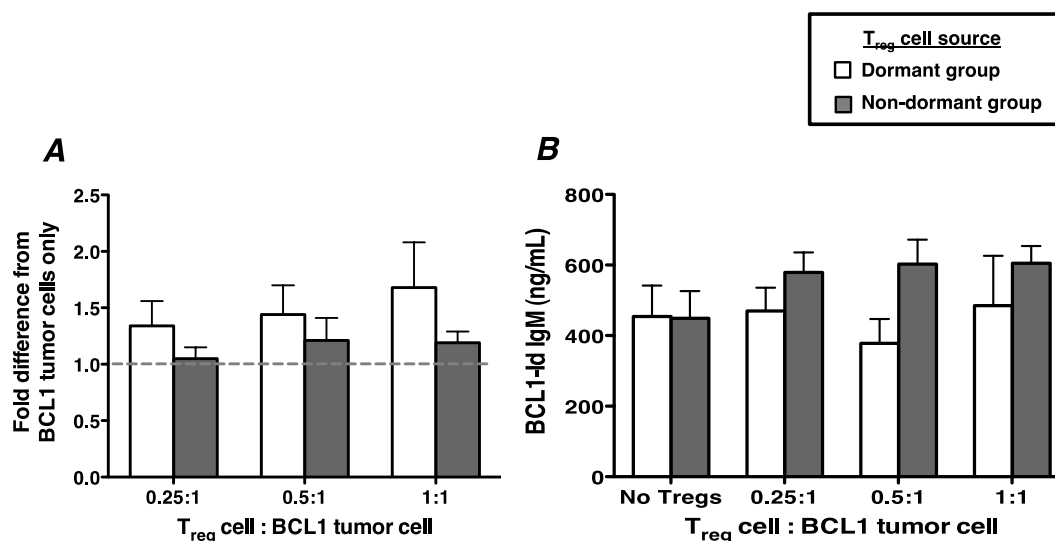 T_reg cell source
Dormant group
Non-dormant group
A
Fold difference from
BCL1 tumor cells only
2.5
2.0
1.5
1.0
0.5
0.0
0.25:1
0.5:1
1:1
T_reg cell : BCL1 tumor cell
B
BCL1-Id IgM (ng/mL)
800
600
400
200
0
No Tregs
0.25:1
0.5:1
1:1
T_reg cell : BCL1 tumor cell